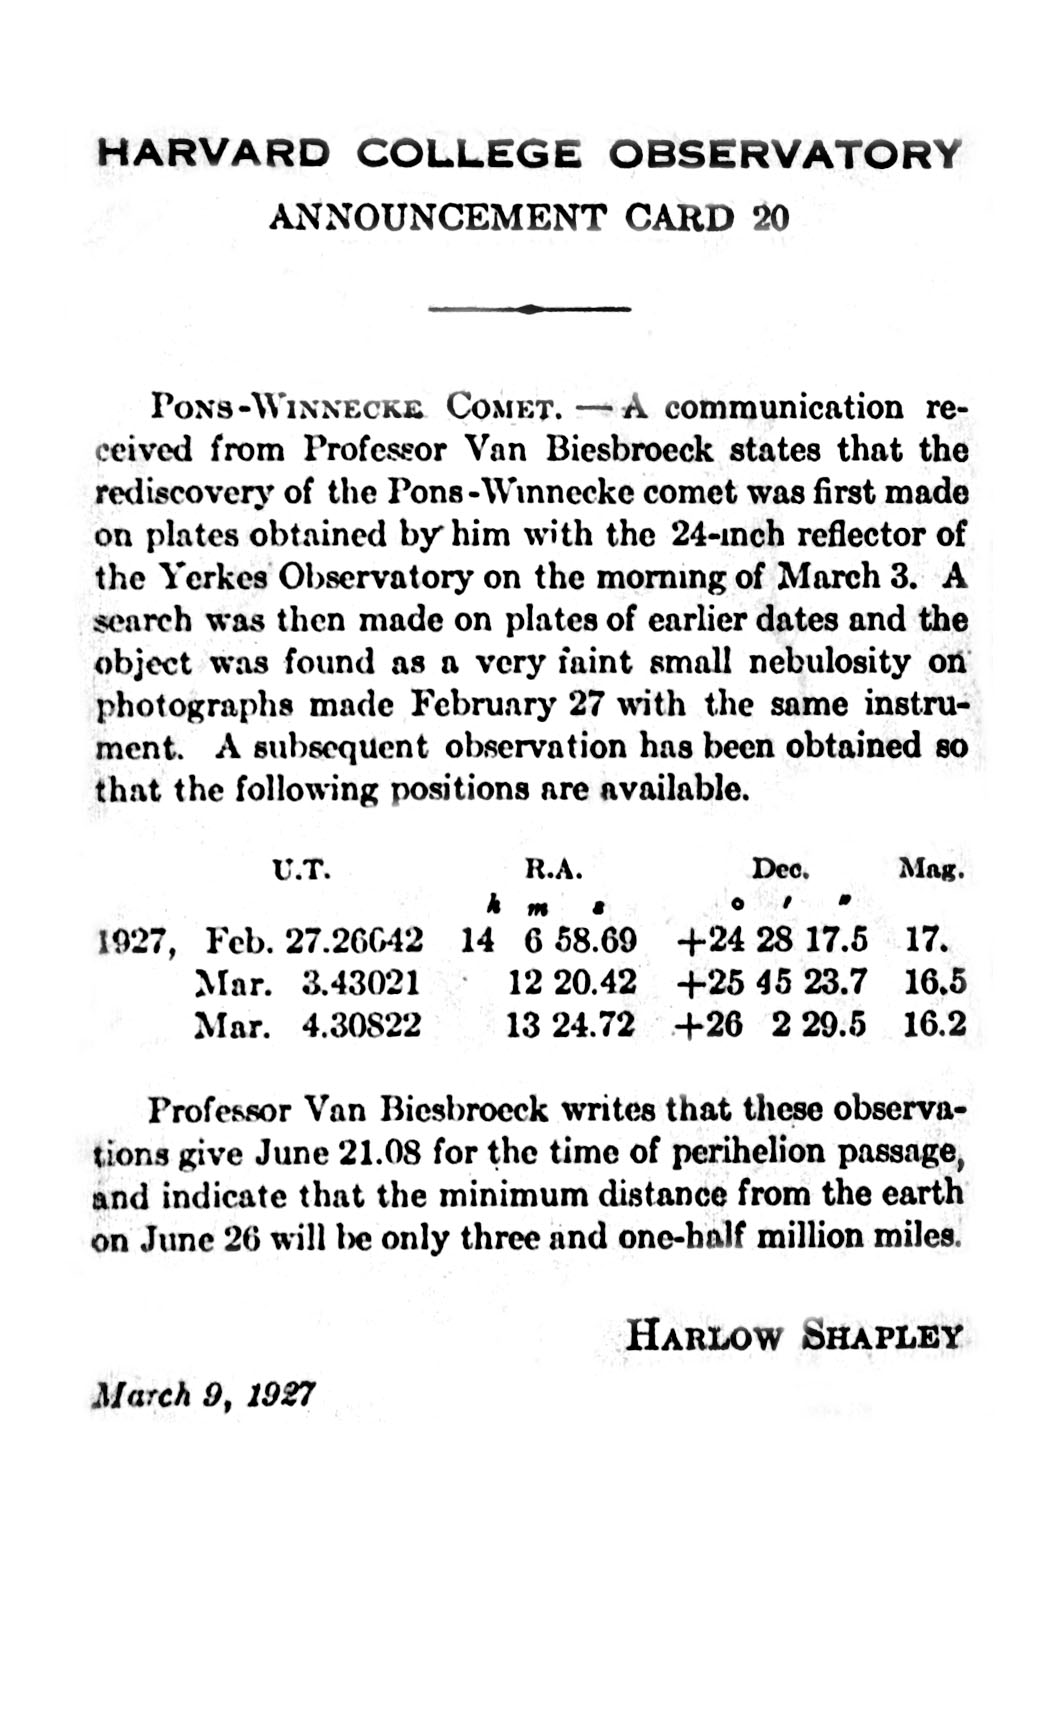 HARVARD COLLEGE OBSERVATORY
ANNOUNCEMENT CARD 20
PONS-WINNECKE COMET. — A communication re-
ceived from Professor Van Biesbroeck states that the
rediscovery of the Pons-Winnecke comet was first made
on plates obtained by him with the 24-inch reflector of
the Yerkes Observatory on the morning of March 3. A
search was then made on plates of earlier dates and the
object was found as a very faint small nebulosity on
photographs made February 27 with the same instru-
ment. A subsequent observation has been obtained so
that the following positions are available.
U.T. R.A. Dec. Mag.
h m s ° ′ ″
1927, Feb. 27.26642 14 6 58.69 +24 28 17.5 17.
Mar. 3.43021 12 20.42 +25 45 23.7 16.5
Mar. 4.30822 13 24.72 +26 2 29.5 16.2
Professor Van Biesbroeck writes that these observa-
tions give June 21.08 for the time of perihelion passage,
and indicate that the minimum distance from the earth
on June 26 will be only three and one-half million miles.
HARLOW SHAPLEY
March 9, 1927